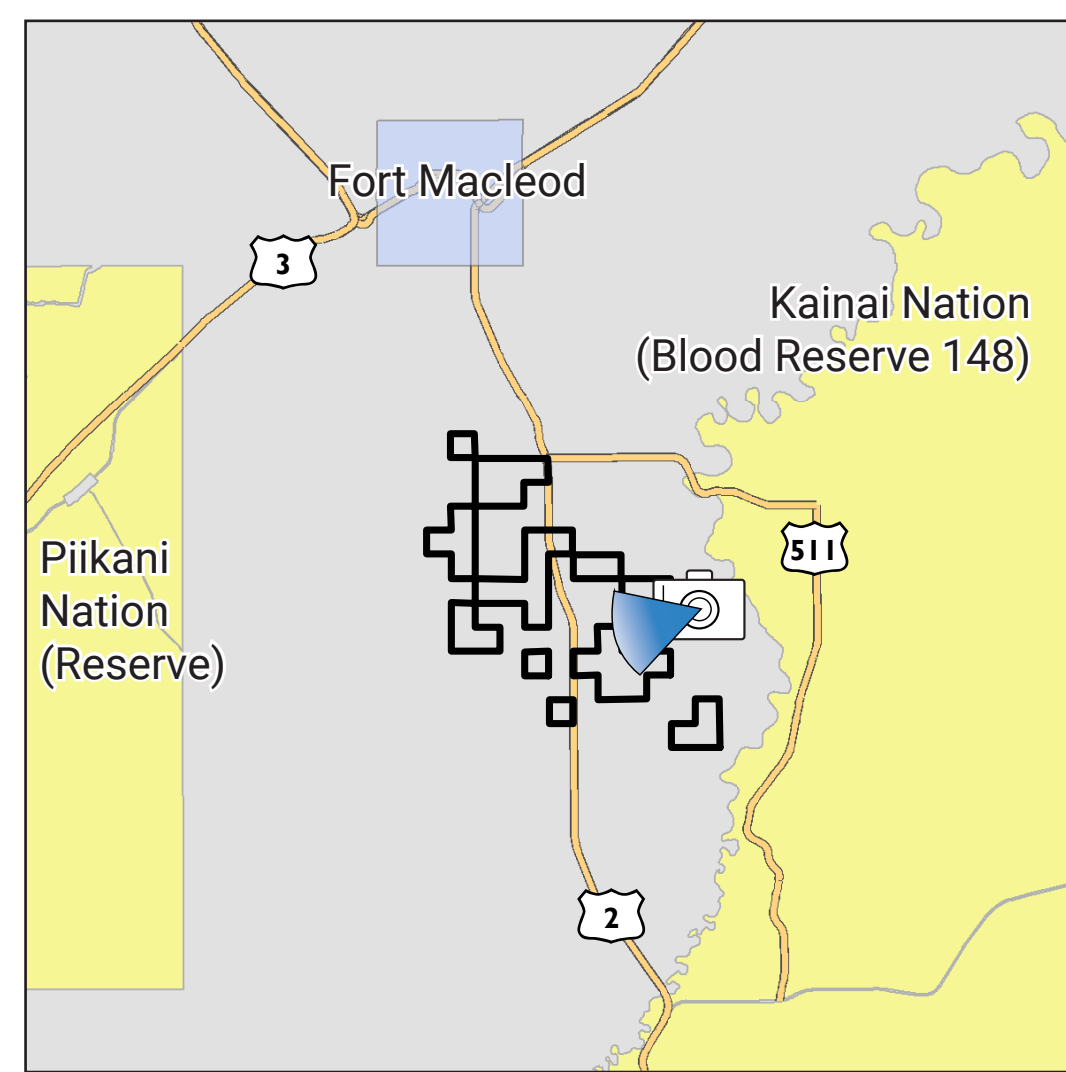 Fort Macleod
3
Kainai Nation
(Blood Reserve 148)
511
Piikani
Nation
(Reserve)
2